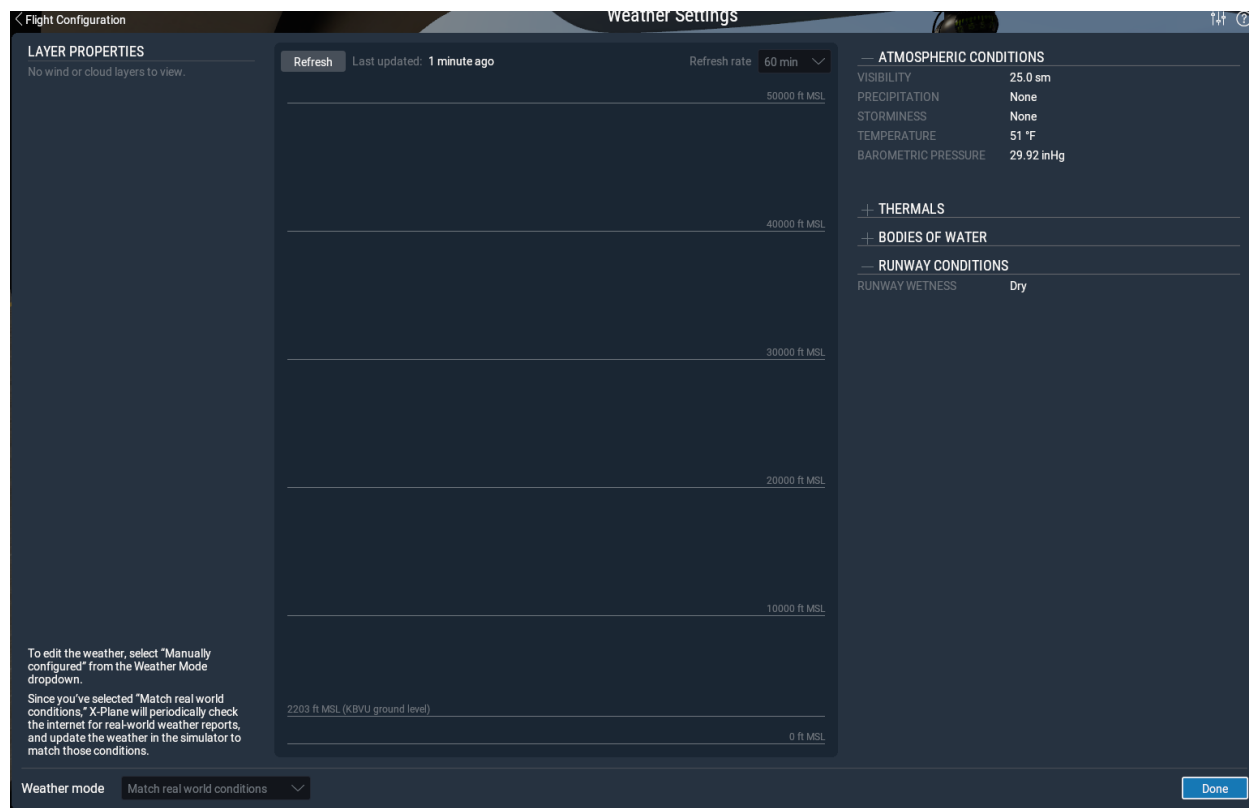 Flight Configuration
Weather Settings
LAYER PROPERTIES
No wind or cloud layers to view.
Refresh Last updated: 1 minute ago Refresh rate 60 min
50000 ft MSL
40000 ft MSL
30000 ft MSL
20000 ft MSL
10000 ft MSL
2203 ft MSL (KBVU ground level)
0 ft MSL
ATMOSPHERIC CONDITIONS
VISIBILITY 25.0 sm
PRECIPITATION None
STORMINESS None
TEMPERATURE 51 °F
BAROMETRIC PRESSURE 29.92 inHg
THERMALS
BODIES OF WATER
RUNWAY CONDITIONS
RUNWAY WETNESS Dry
To edit the weather, select “Manually
configured” from the Weather Mode
dropdown.
Since you’ve selected “Match real world
conditions,” X-Plane will periodically check
the internet for real-world weather reports,
and update the weather in the simulator to
match those conditions.
Weather mode Match real world conditions
Done